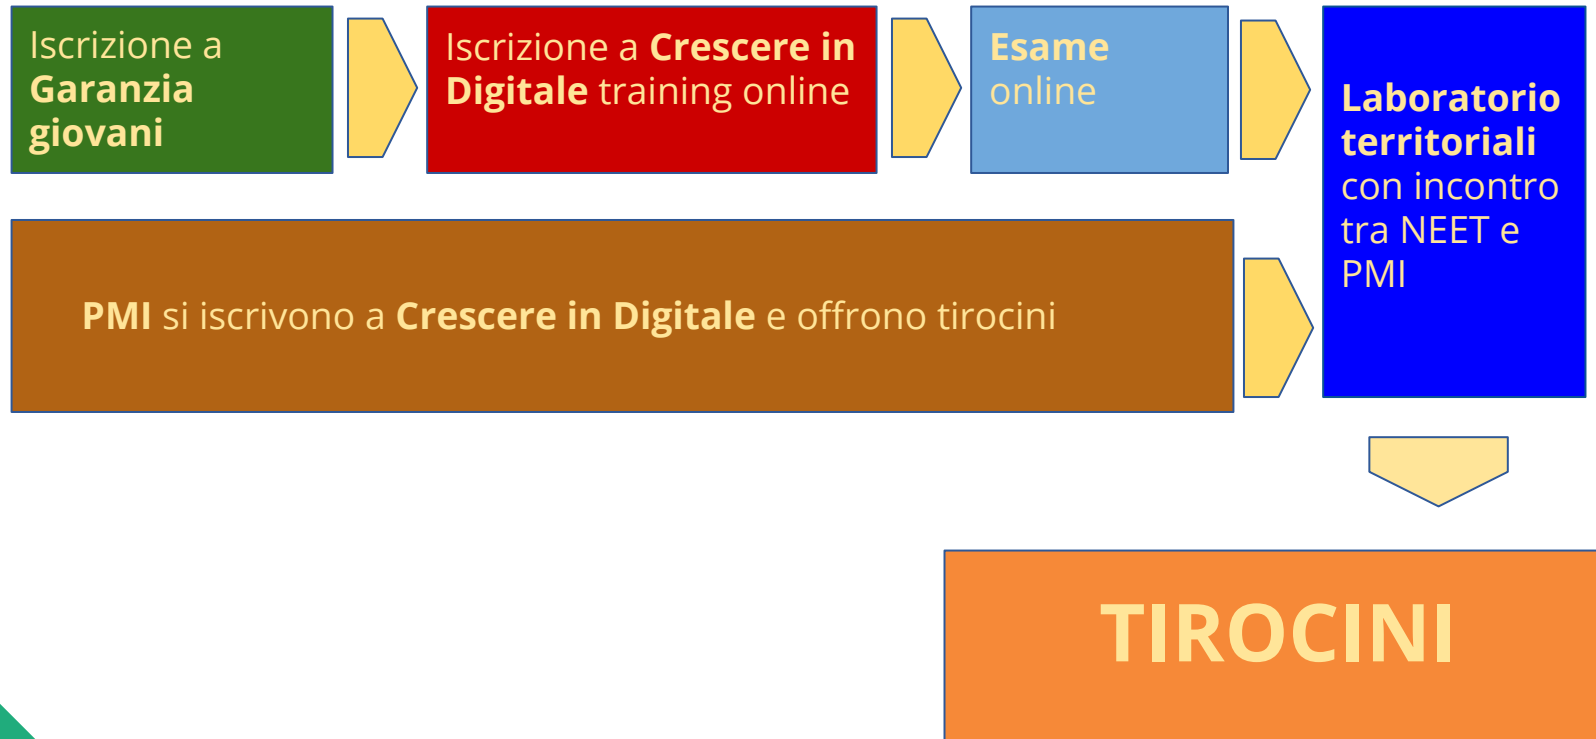 Iscrizione a
Garanzia
giovani
Iscrizione a Crescere in
Digitale training online
Esame
online
Laboratorio
territoriali
con incontro
tra NEET e
PMI
PMI si iscrivono a Crescere in Digitale e offrono tirocini
TIROCINI